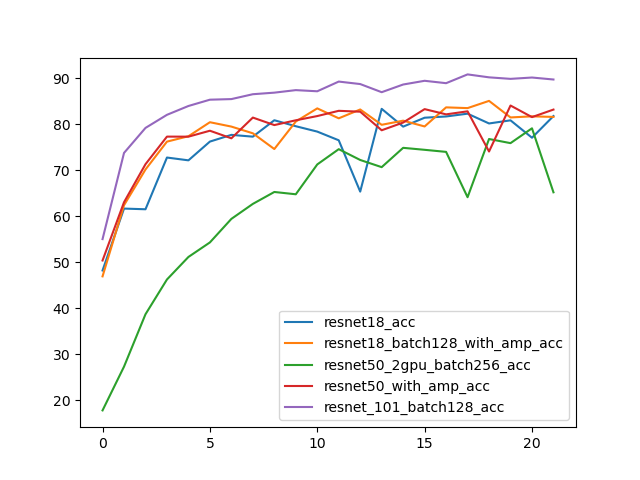 90
80
70
60
50
40
30
20
0
5
10
15
20
resnet18_acc
resnet18_batch128_with_amp_acc
resnet50_2gpu_batch256_acc
resnet50_with_amp_acc
resnet_101_batch128_acc